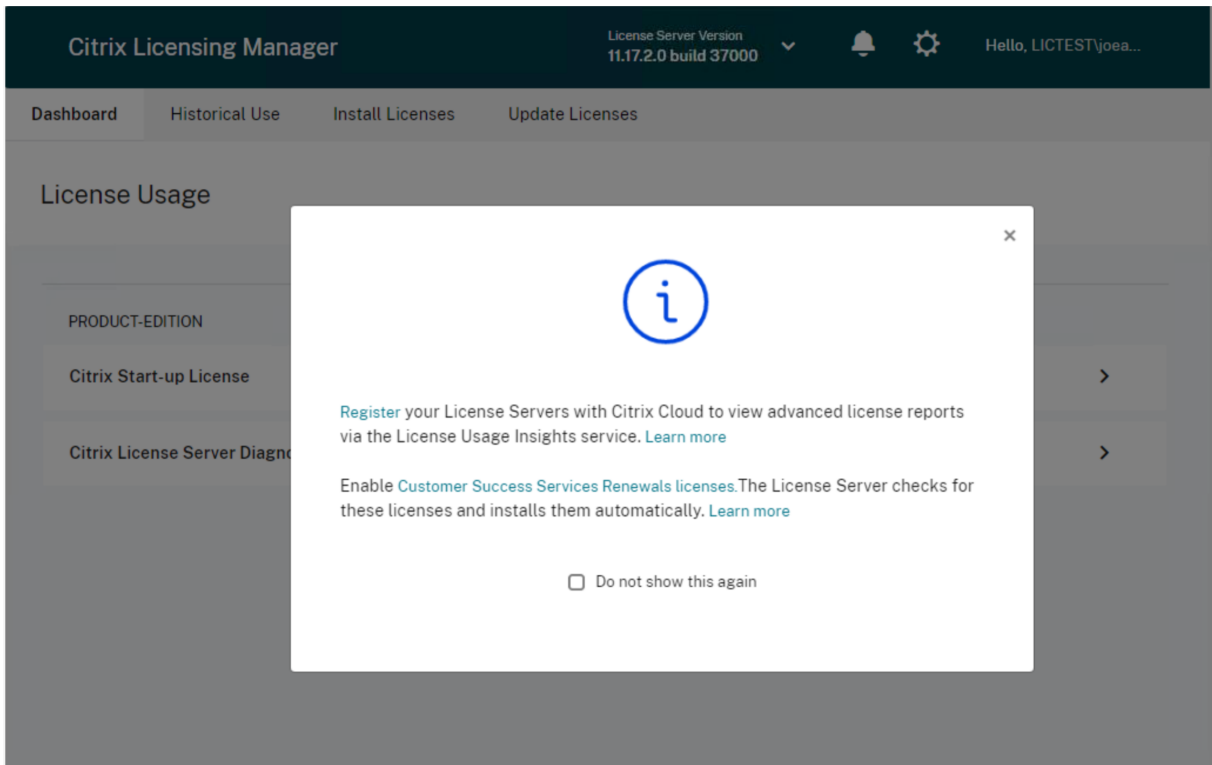 Citrix Licensing Manager
License Server Version
11.17.2.0 build 37000
Hello, LICTEST\joea...
Dashboard
Historical Use
Install Licenses
Update Licenses
License Usage
PRODUCT-EDITION
Citrix Start-up License
Citrix License Server Diagno
Register your License Servers with Citrix Cloud to view advanced license reports
via the License Usage Insights service. Learn more
Enable Customer Success Services Renewals licenses.The License Server checks for
these licenses and installs them automatically. Learn more
Do not show this again